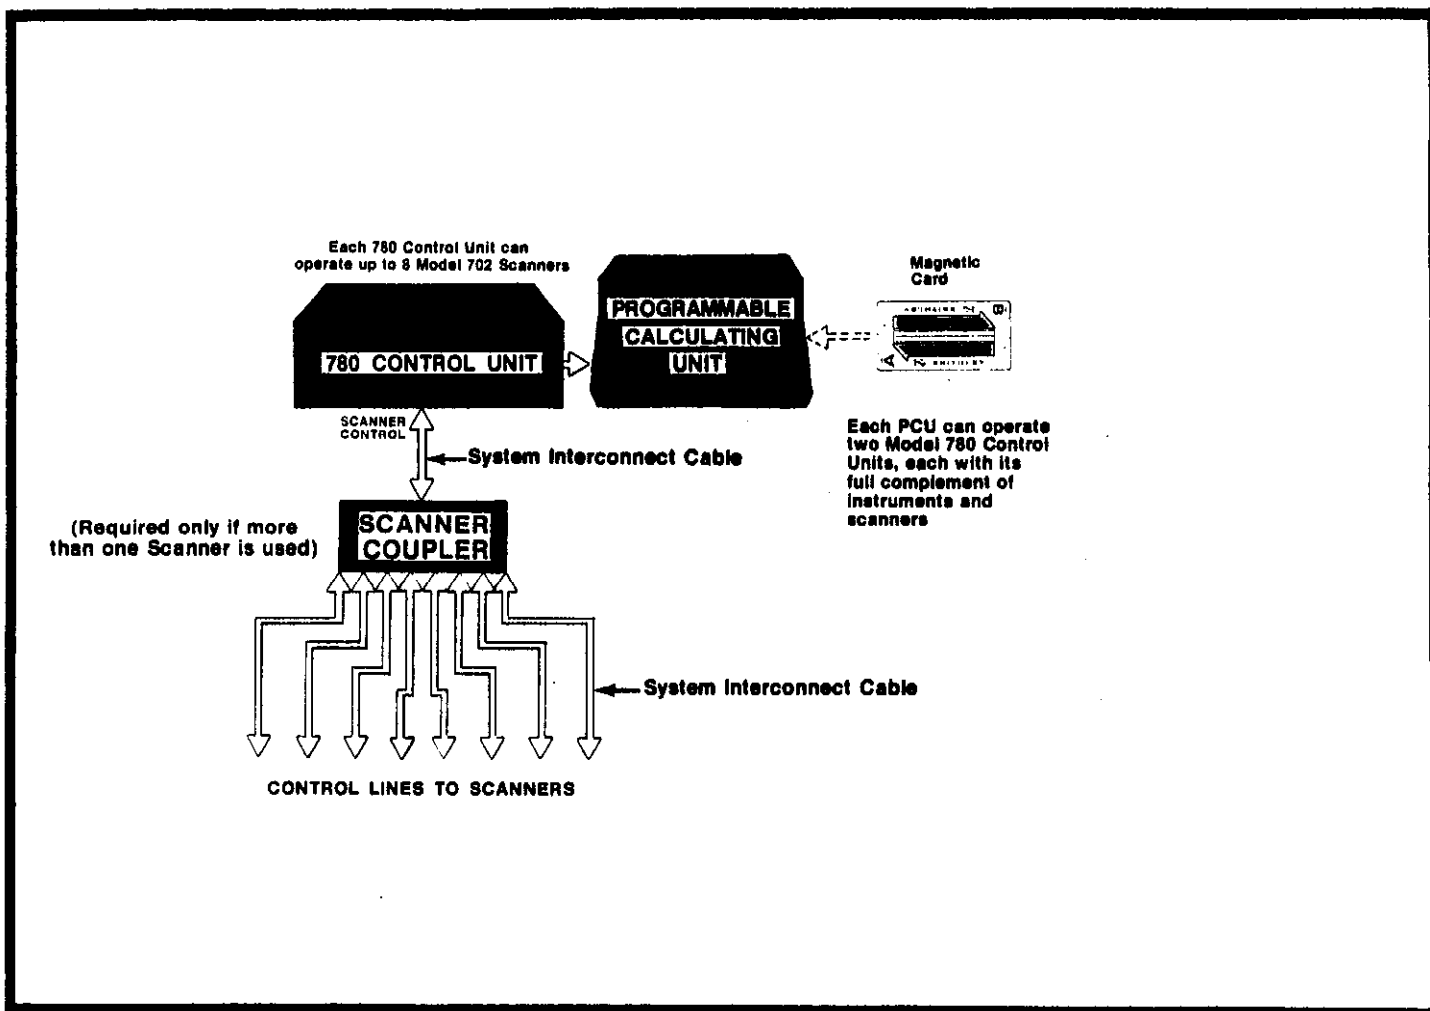 Each 780 Control Unit can
operate up to 8 Model 702 Scanners
780 CONTROL UNIT
PROGRAMMABLE
CALCULATING
UNIT
Magnetic
Card
B
A
SCANNER
CONTROL
System Interconnect Cable
Each PCU can operate
two Model 780 Control
Units, each with its
full complement of
instruments and
scanners
(Required only if more
than one Scanner is used)
SCANNER
COUPLER
System Interconnect Cable
CONTROL LINES TO SCANNERS